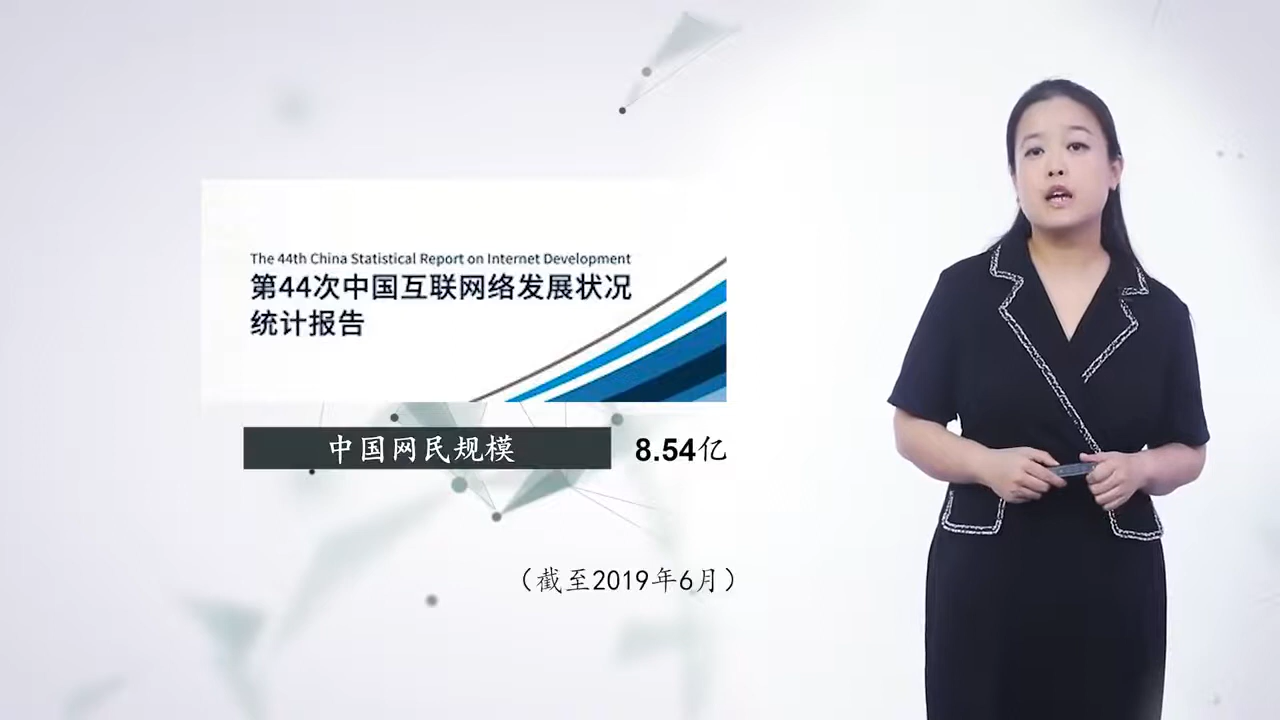 The 44th China Statistical Report on Internet Development
第44次中国互联网络发展状况
统计报告
中国网民规模 8.54亿
（截至2019年6月）